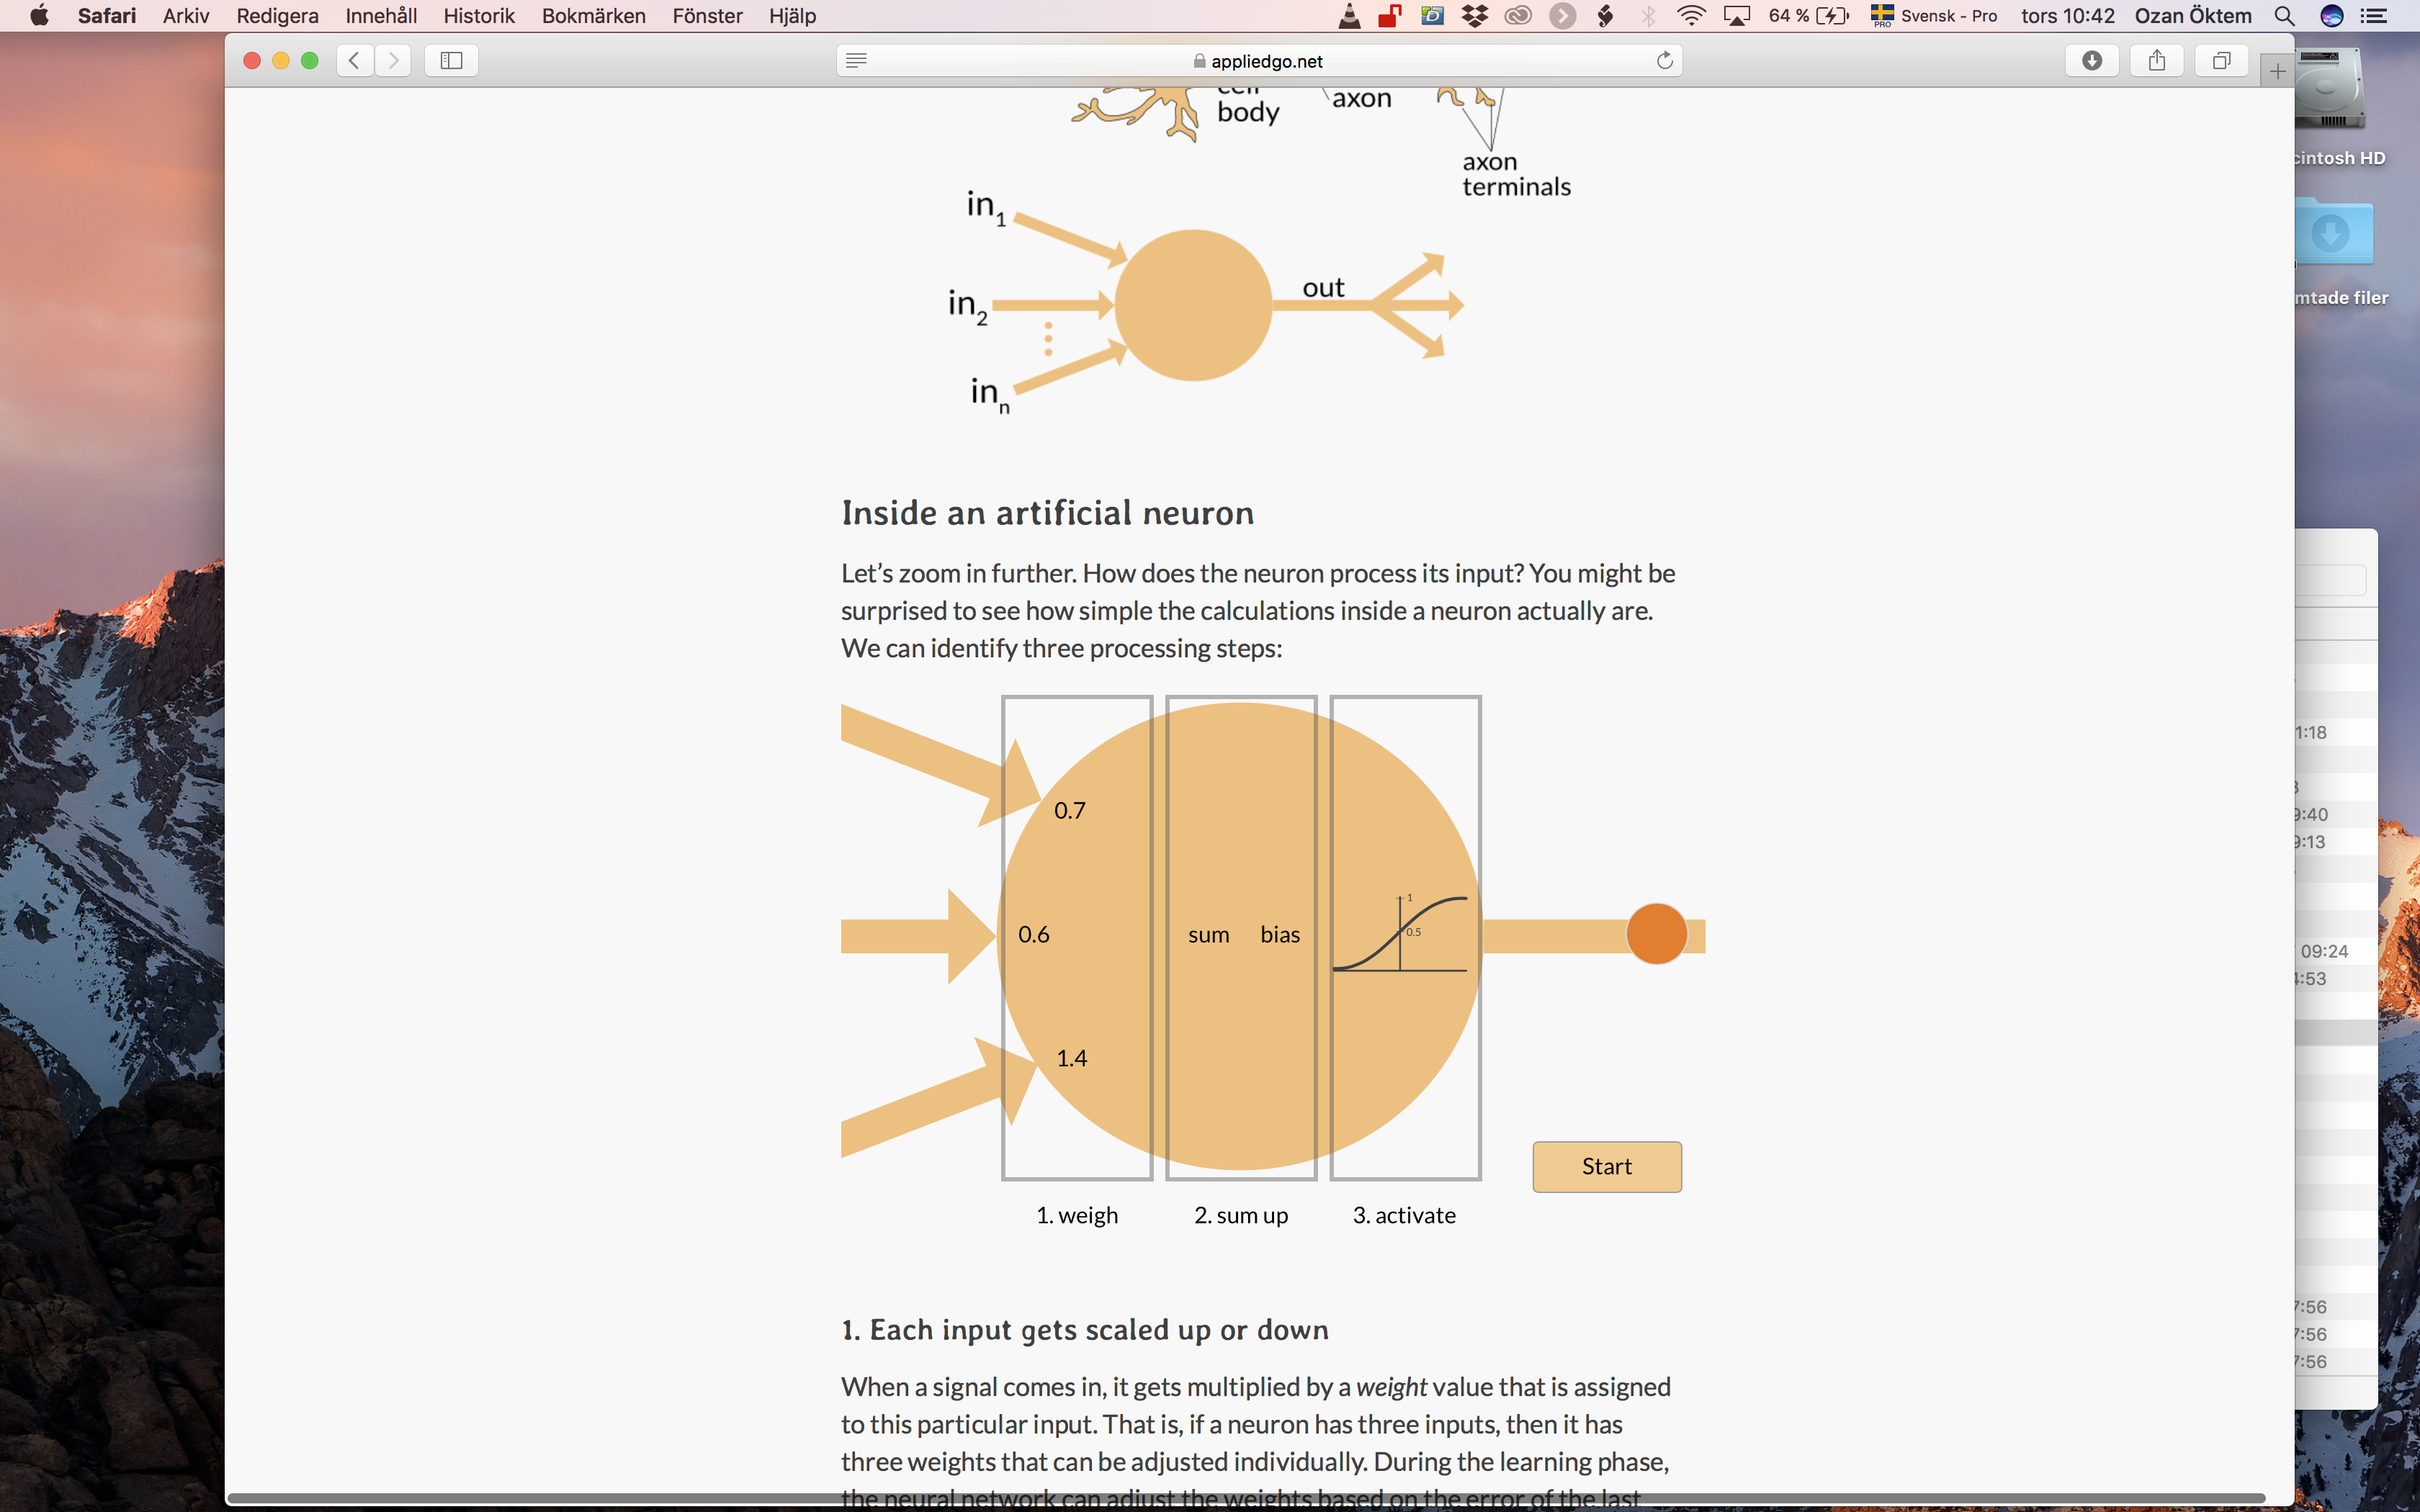 Safari Arkiv Redigera Innehåll Historik Bokmärken Fönster Hjälp 64 % PRO Svensk - Pro tors 10:42 Ozan Öktem
appliedgo.net
cell
body
axon
axon
terminals
in1
in2
inn
out
Inside an artificial neuron
Let's zoom in further. How does the neuron process its input? You might be
surprised to see how simple the calculations inside a neuron actually are.
We can identify three processing steps:
0.7
0.6
1.4
sum bias
1
0.5
Start
1. weigh 2. sum up 3. activate
1. Each input gets scaled up or down
When a signal comes in, it gets multiplied by a weight value that is assigned
to this particular input. That is, if a neuron has three inputs, then it has
three weights that can be adjusted individually. During the learning phase,
the neural network can adjust the weights based on the error of the last
cintosh HD
mtade filer
1:18
9:40
9:13
09:24
4:53
7:56
7:56
7:56